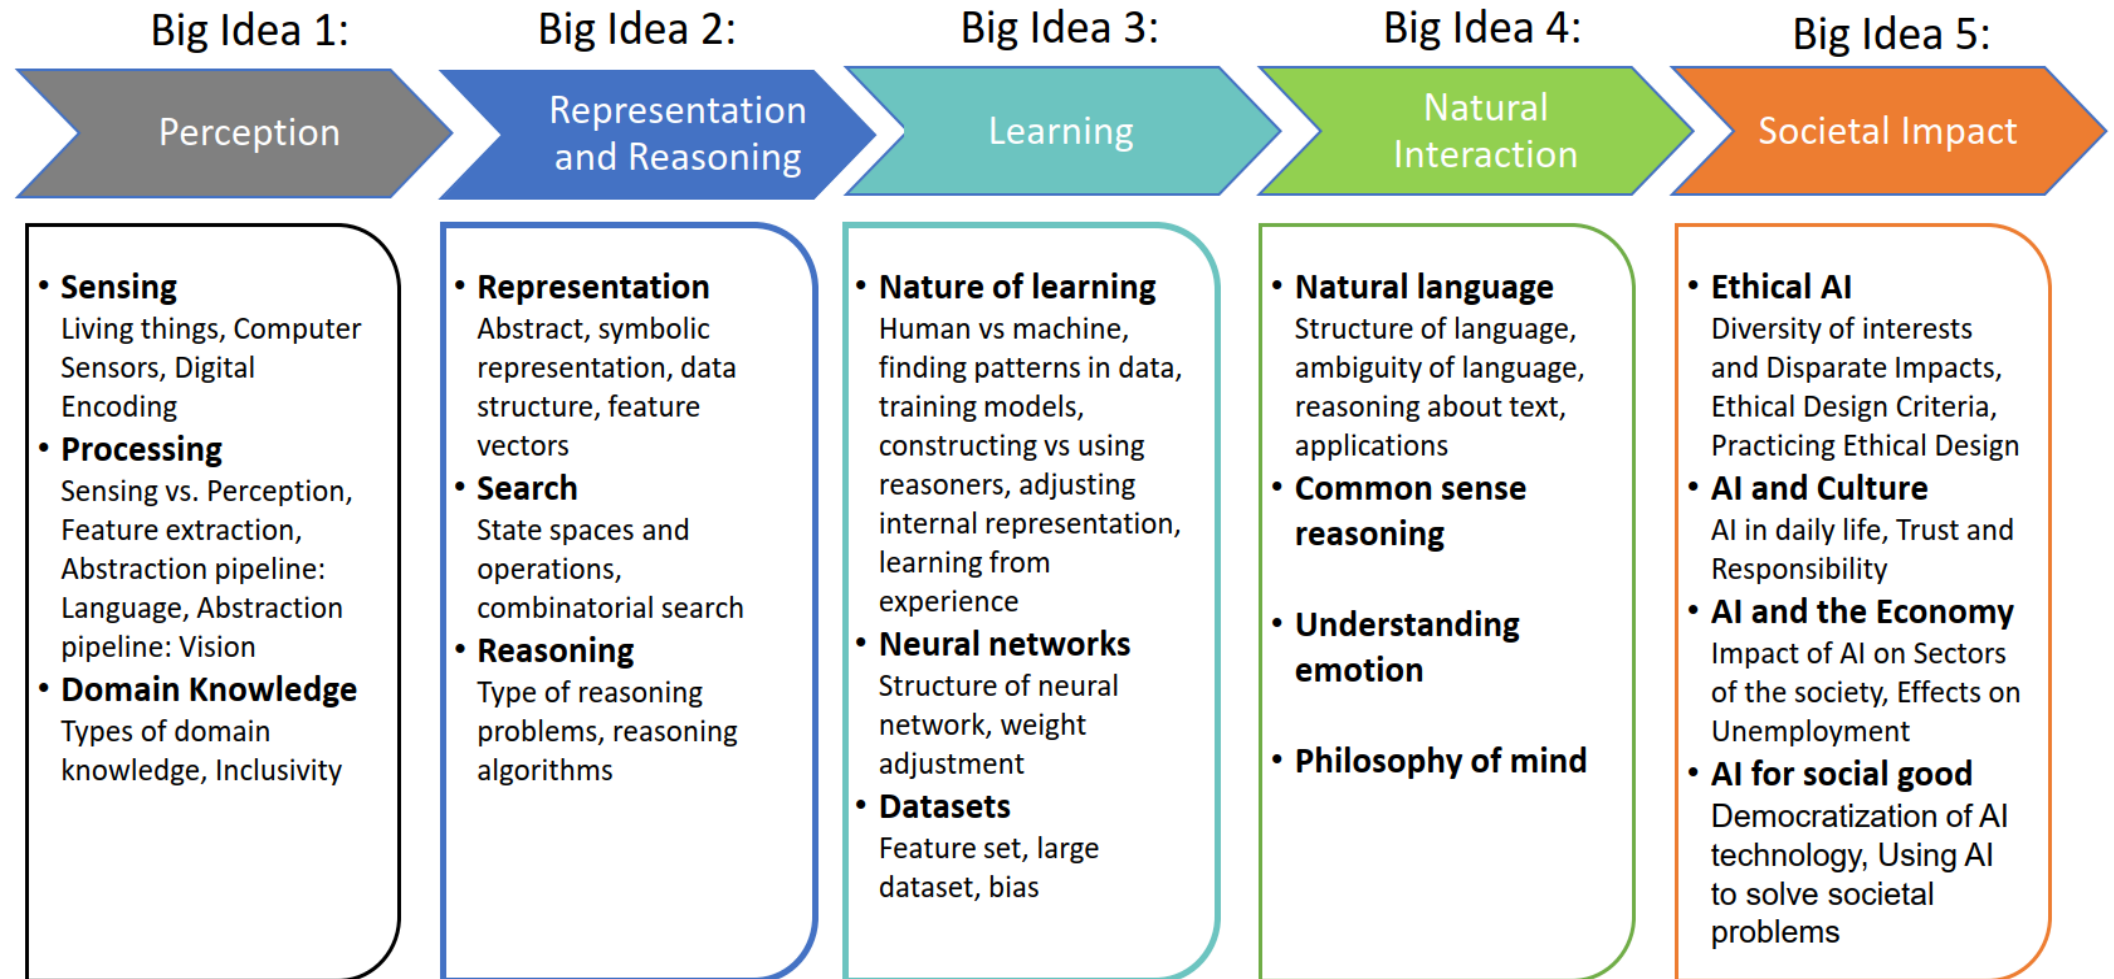 Big Idea 1:
Perception
• Sensing
Living things, Computer
Sensors, Digital
Encoding
• Processing
Sensing vs. Perception,
Feature extraction,
Abstraction pipeline:
Language, Abstraction
pipeline: Vision
• Domain Knowledge
Types of domain
knowledge, Inclusivity
Big Idea 2:
Representation
and Reasoning
• Representation
Abstract, symbolic
representation, data
structure, feature
vectors
• Search
State spaces and
operations,
combinatorial search
• Reasoning
Type of reasoning
problems, reasoning
algorithms
Big Idea 3:
Learning
• Nature of learning
Human vs machine,
finding patterns in data,
training models,
constructing vs using
reasoners, adjusting
internal representation,
learning from
experience
• Neural networks
Structure of neural
network, weight
adjustment
• Datasets
Feature set, large
dataset, bias
Big Idea 4:
Natural
Interaction
• Natural language
Structure of language,
ambiguity of language,
reasoning about text,
applications
• Common sense
reasoning
• Understanding
emotion
• Philosophy of mind
Big Idea 5:
Societal Impact
• Ethical AI
Diversity of interests
and Disparate Impacts,
Ethical Design Criteria,
Practicing Ethical Design
• AI and Culture
AI in daily life, Trust and
Responsibility
• AI and the Economy
Impact of AI on Sectors
of the society, Effects on
Unemployment
• AI for social good
Democratization of AI
technology, Using AI
to solve societal
problems